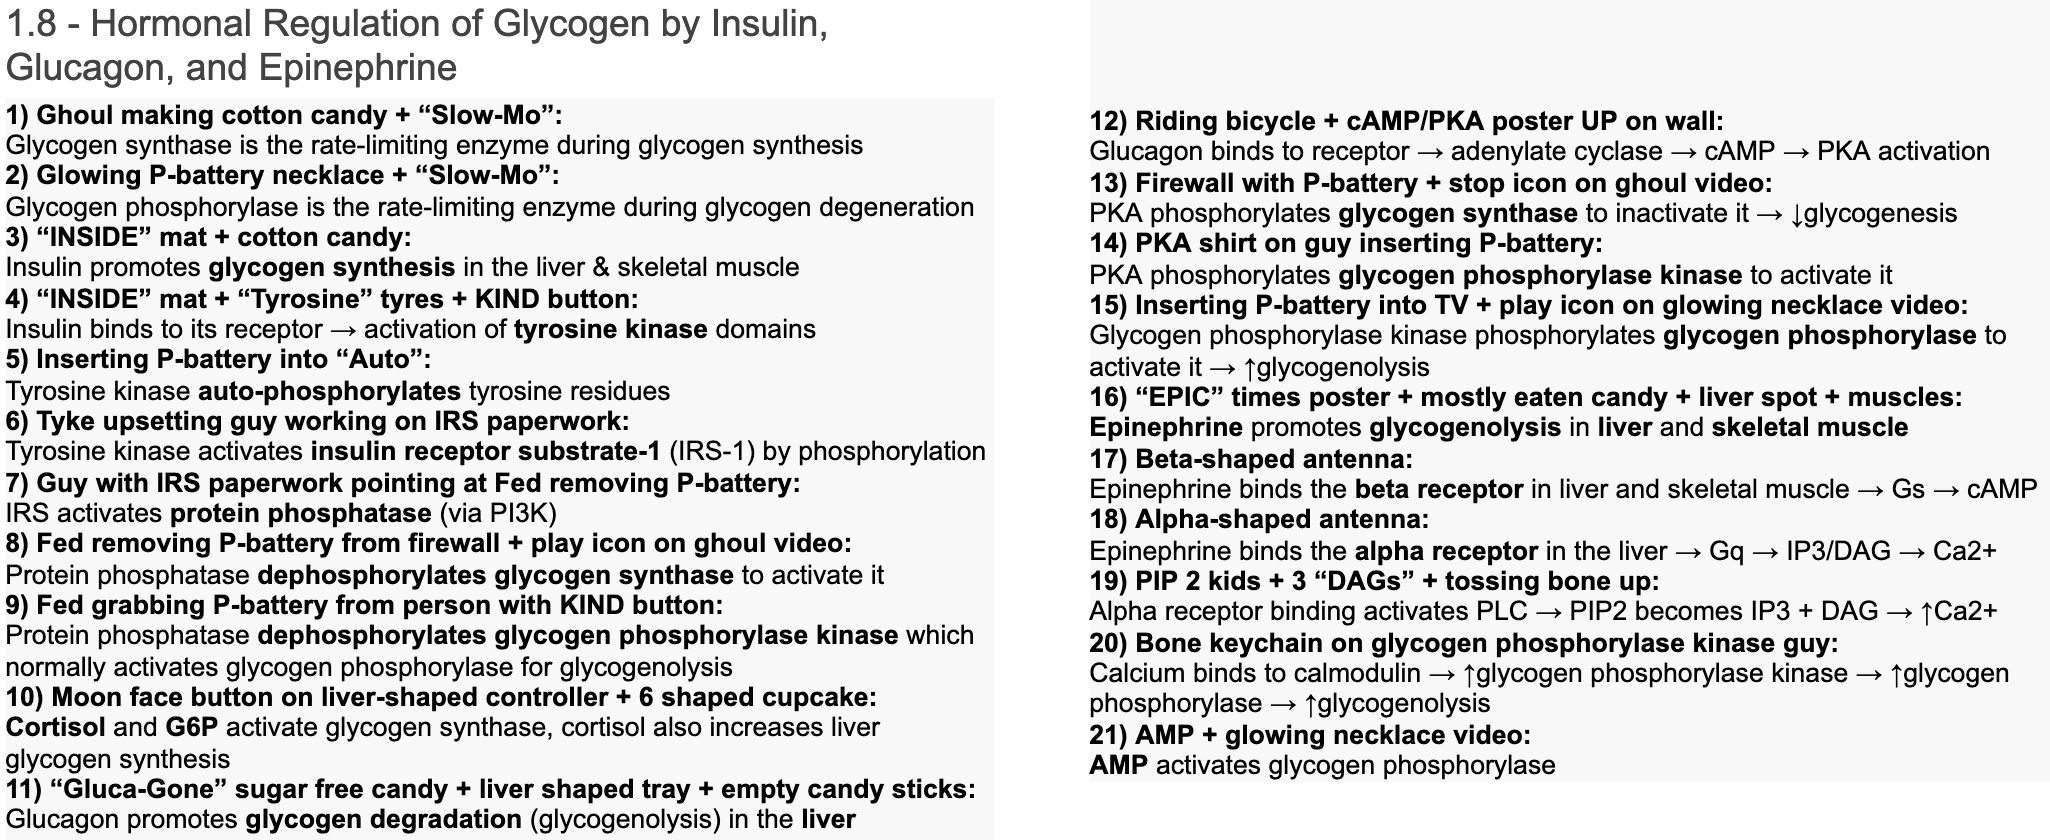 1.8 - Hormonal Regulation of Glycogen by Insulin,
Glucagon, and Epinephrine
1) Ghoul making cotton candy + “Slow-Mo”:
Glycogen synthase is the rate-limiting enzyme during glycogen synthesis
2) Glowing P-battery necklace + “Slow-Mo”:
Glycogen phosphorylase is the rate-limiting enzyme during glycogen degeneration
3) “INSIDE” mat + cotton candy:
Insulin promotes glycogen synthesis in the liver & skeletal muscle
4) “INSIDE” mat + “Tyrosine” tyres + KIND button:
Insulin binds to its receptor → activation of tyrosine kinase domains
5) Inserting P-battery into “Auto”:
Tyrosine kinase auto-phosphorylates tyrosine residues
6) Tyke upsetting guy working on IRS paperwork:
Tyrosine kinase activates insulin receptor substrate-1 (IRS-1) by phosphorylation
7) Guy with IRS paperwork pointing at Fed removing P-battery:
IRS activates protein phosphatase (via PI3K)
8) Fed removing P-battery from firewall + play icon on ghoul video:
Protein phosphatase dephosphorylates glycogen synthase to activate it
9) Fed grabbing P-battery from person with KIND button:
Protein phosphatase dephosphorylates glycogen phosphorylase kinase which
normally activates glycogen phosphorylase for glycogenolysis
10) Moon face button on liver-shaped controller + 6 shaped cupcake:
Cortisol and G6P activate glycogen synthase, cortisol also increases liver
glycogen synthesis
11) “Gluca-Gone” sugar free candy + liver shaped tray + empty candy sticks:
Glucagon promotes glycogen degradation (glycogenolysis) in the liver
12) Riding bicycle + cAMP/PKA poster UP on wall:
Glucagon binds to receptor → adenylate cyclase → cAMP → PKA activation
13) Firewall with P-battery + stop icon on ghoul video:
PKA phosphorylates glycogen synthase to inactivate it → ↓glycogenesis
14) PKA shirt on guy inserting P-battery:
PKA phosphorylates glycogen phosphorylase kinase to activate it
15) Inserting P-battery into TV + play icon on glowing necklace video:
Glycogen phosphorylase kinase phosphorylates glycogen phosphorylase to
activate it → ↑glycogenolysis
16) “EPIC” times poster + mostly eaten candy + liver spot + muscles:
Epinephrine promotes glycogenolysis in liver and skeletal muscle
17) Beta-shaped antenna:
Epinephrine binds the beta receptor in liver and skeletal muscle → Gs → cAMP
18) Alpha-shaped antenna:
Epinephrine binds the alpha receptor in the liver → Gq → IP3/DAG → Ca2+
19) PIP 2 kids + 3 “DAGs” + tossing bone up:
Alpha receptor binding activates PLC → PIP2 becomes IP3 + DAG → ↑Ca2+
20) Bone keychain on glycogen phosphorylase kinase guy:
Calcium binds to calmodulin → ↑glycogen phosphorylase kinase → ↑glycogen
phosphorylase → ↑glycogenolysis
21) AMP + glowing necklace video:
AMP activates glycogen phosphorylase